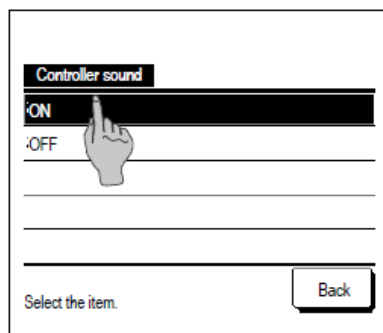 Controller sound
:ON
:OFF
Select the item.
Back